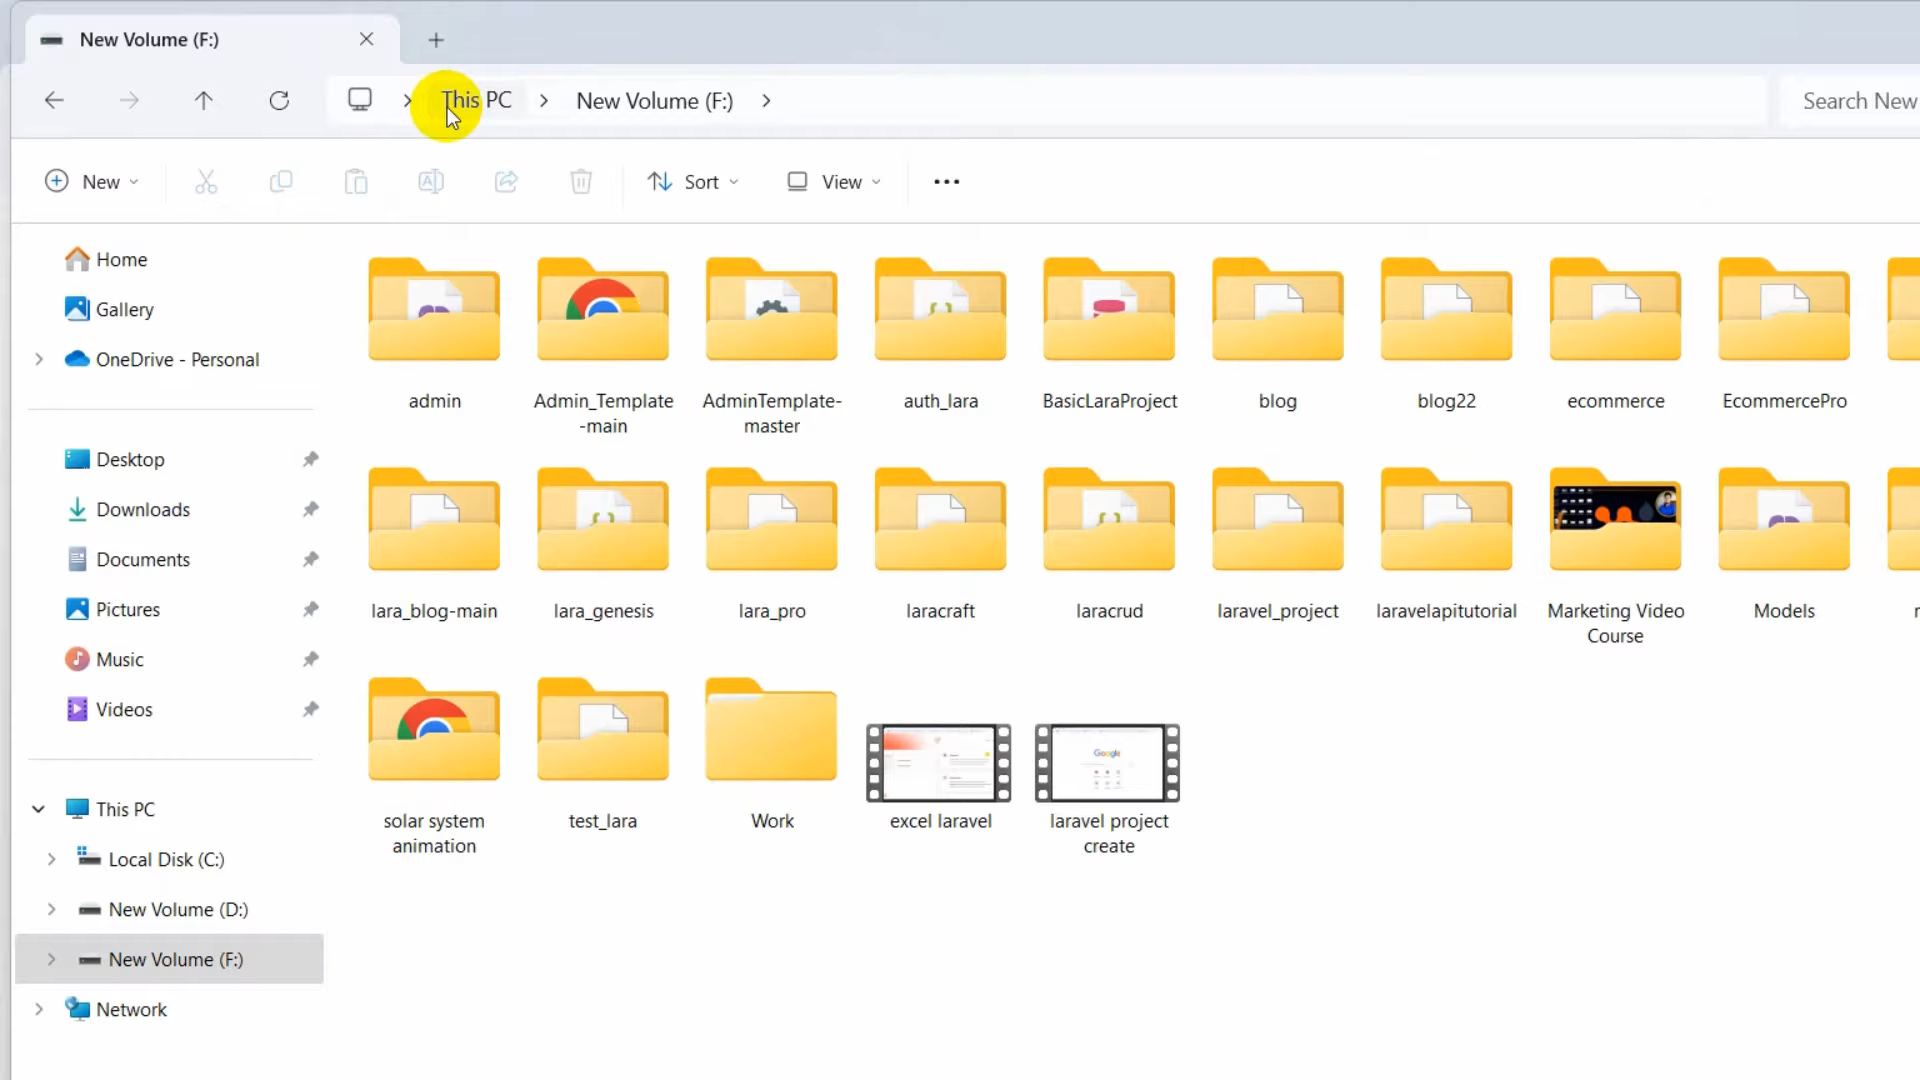 New Volume (F:)
This PC
New Volume (F:)
Search New
New
Sort
View
Home
Gallery
OneDrive - Personal
Desktop
Downloads
Documents
Pictures
Music
Videos
This PC
Local Disk (C:)
New Volume (D:)
New Volume (F:)
Network
admin
Admin_Template
-main
AdminTemplate-
master
auth_lara
BasicLaraProject
blog
blog22
ecommerce
EcommercePro
lara_blog-main
lara_genesis
lara_pro
laracraft
laracrud
laravel_project
laravelapitutorial
Marketing Video
Course
Models
solar system
animation
test_lara
Work
Google
excel laravel
laravel project
create